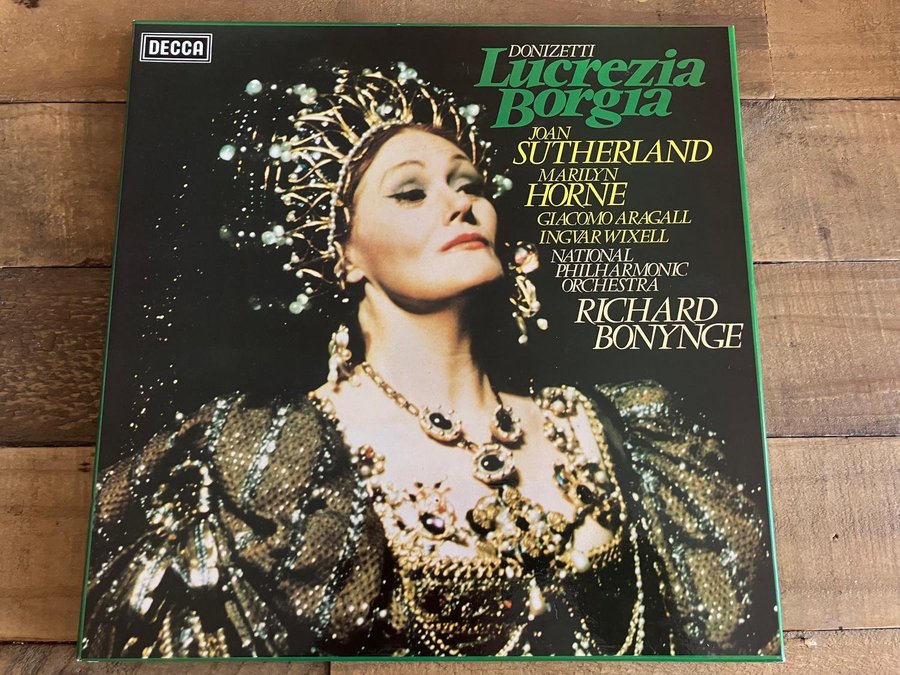 DECCA
DONIZETTI
Lucrezia
Borgia
JOAN
SUTHERLAND
MARILYN
HORNE
GIACOMO ARAGALL
INGVAR WIXELL
NATIONAL
PHILHARMONIC
ORCHESTRA
RICHARD
BONYNGE